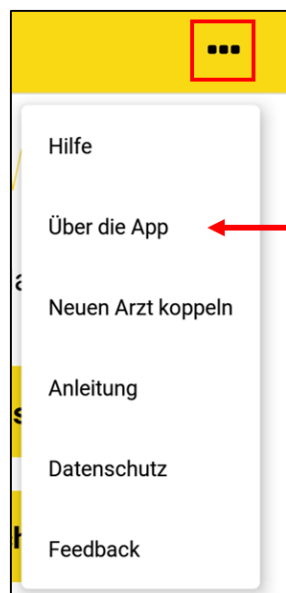 Hilfe
Über die App
Neuen Arzt koppeln
Anleitung
Datenschutz
Feedback